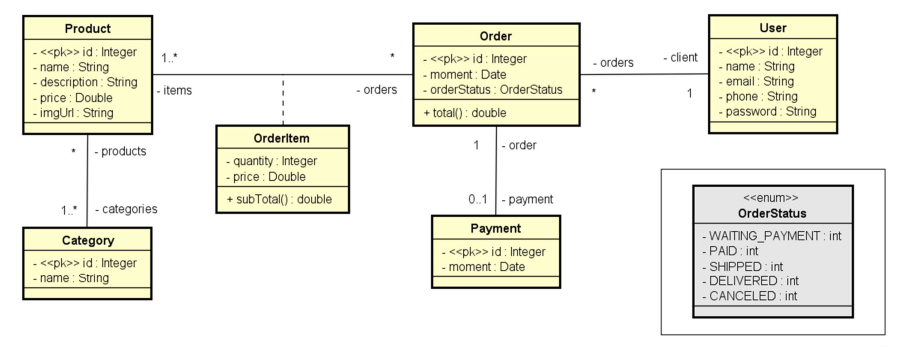 Product
- <<pk>> id : Integer
- name : String
- description : String
- price : Double
- imgUrl : String
1..*
- items
*
- orders
Order
- <<pk>> id : Integer
- moment : Date
- orderStatus : OrderStatus
+ total() : double
- orders
*
- client
1
User
- <<pk>> id : Integer
- name : String
- email : String
- phone : String
- password : String
OrderItem
- quantity : Integer
- price : Double
+ subTotal() : double
* - products
1..* - categories
Category
- <<pk>> id : Integer
- name : String
1 - order
0..1 - payment
Payment
- <<pk>> id : Integer
- moment : Date
<<enum>>
OrderStatus
- WAITING_PAYMENT : int
- PAID : int
- SHIPPED : int
- DELIVERED : int
- CANCELED : int